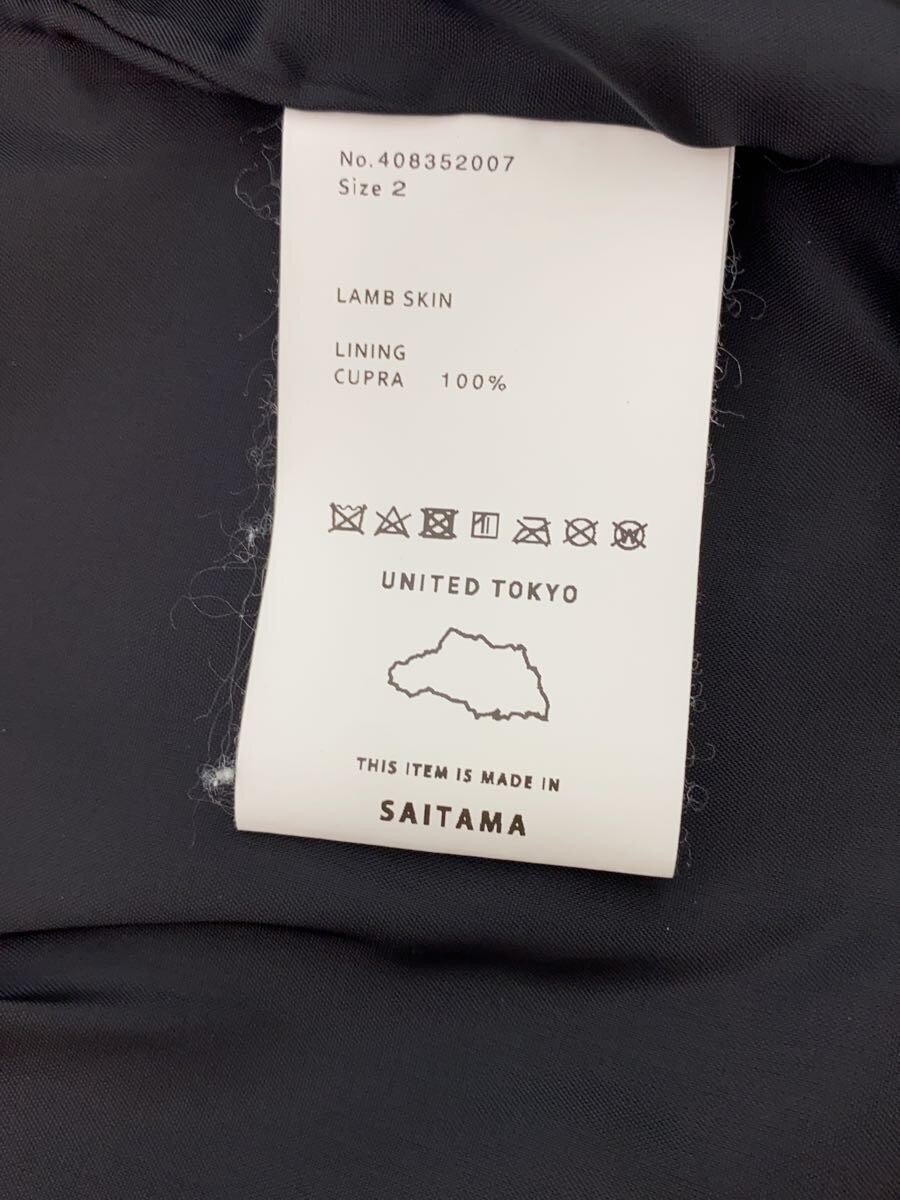 No.408352007
Size 2
LAMB SKIN
LINING
CUPRA 100%
UNITED TOKYO
THIS ITEM IS MADE IN
SAITAMA